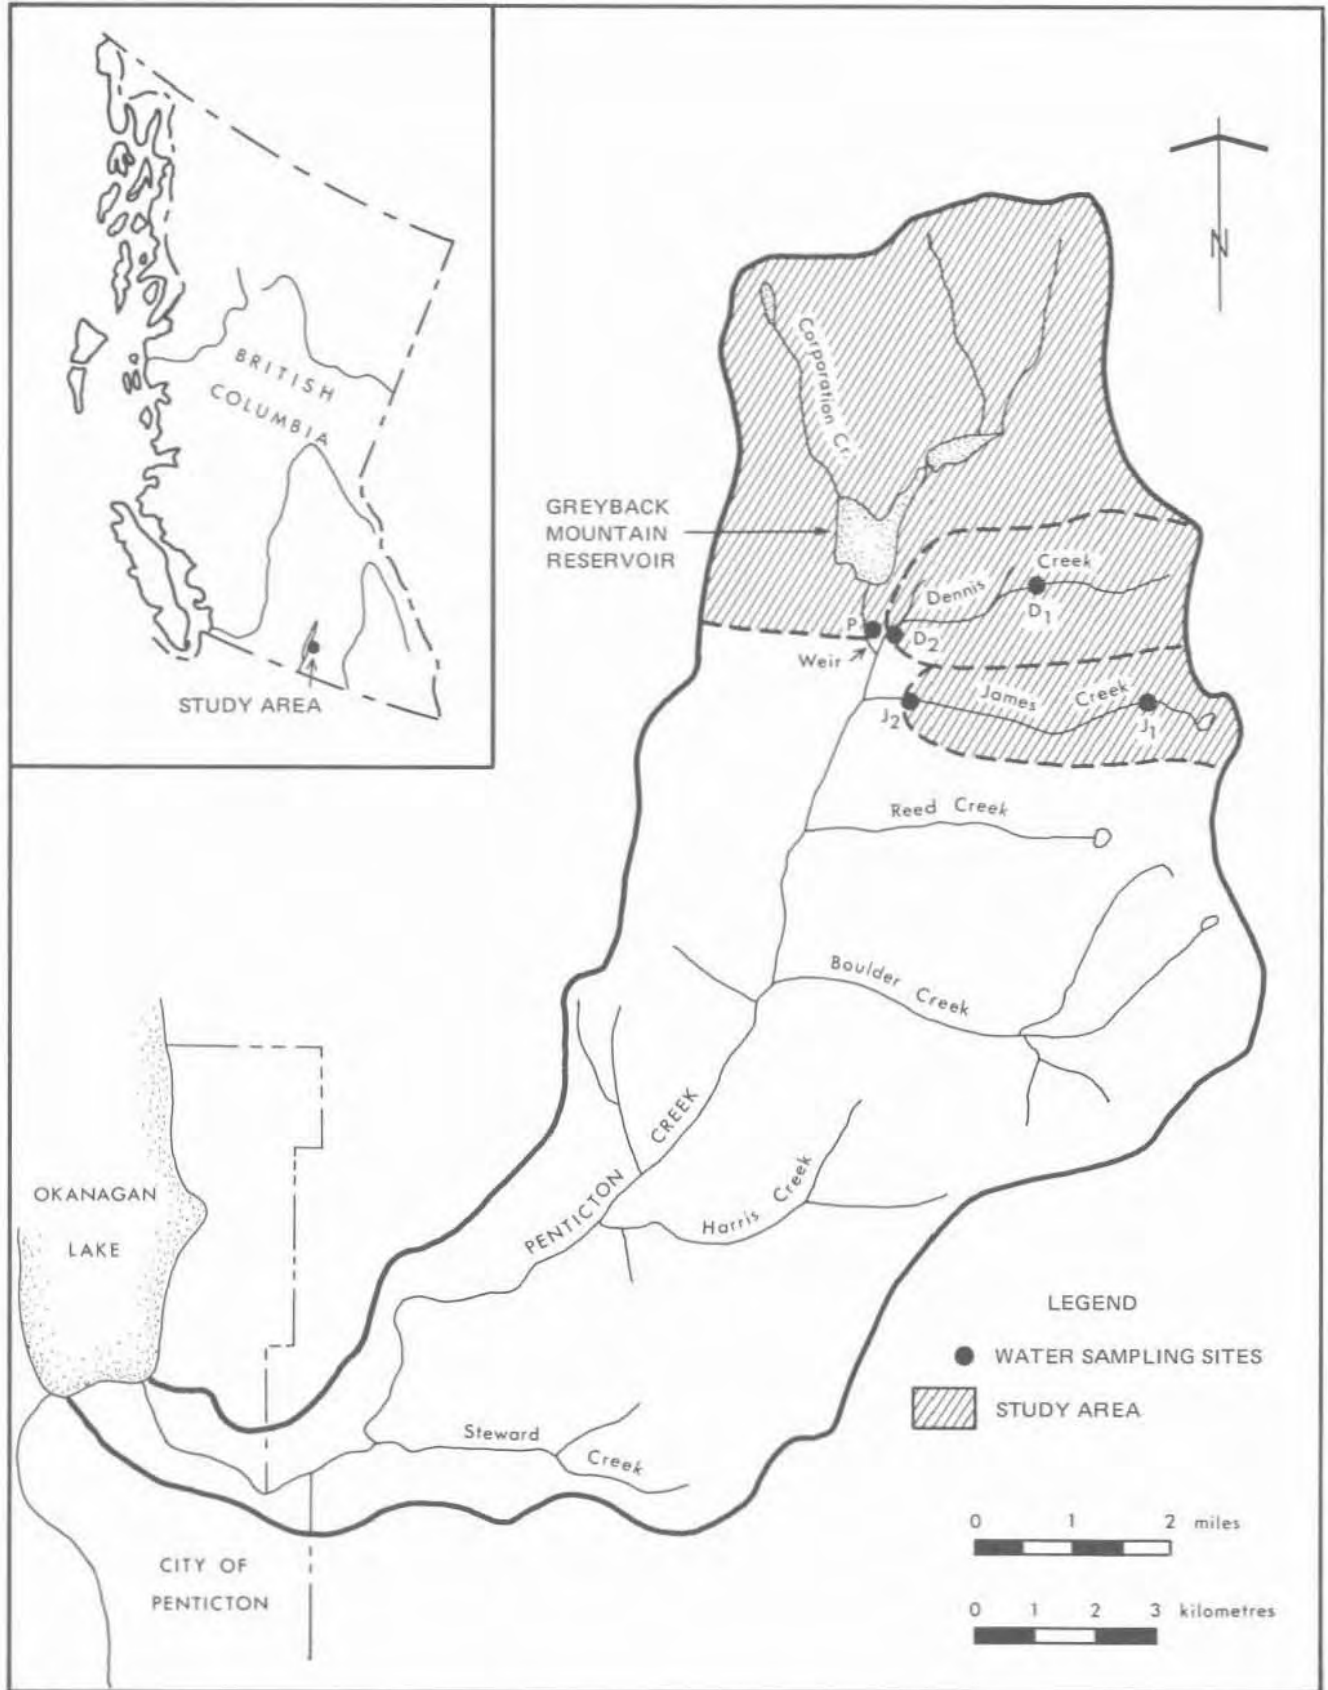 BRITISH
COLUMBIA
STUDY AREA
N
Corporation Cr.
GREYBACK
MOUNTAIN
RESERVOIR
Dennis Creek
D1
P
D2
Weir
James Creek
J2
J1
Reed Creek
Boulder Creek
PENTICTON CREEK
Harris Creek
OKANAGAN
LAKE
Steward Creek
CITY OF
PENTICTON
LEGEND
WATER SAMPLING SITES
STUDY AREA
0 1 2 miles
0 1 2 3 kilometres